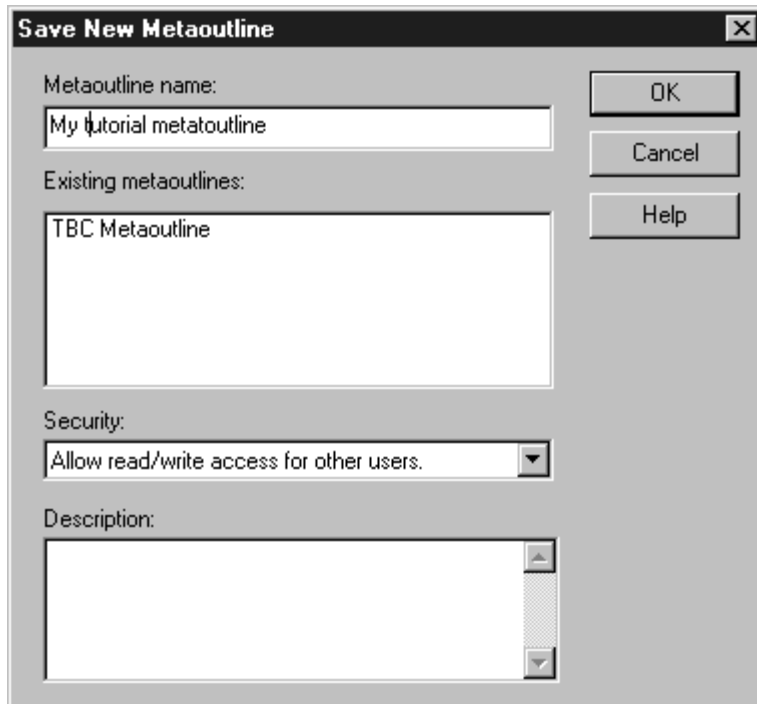 Save New Metaoutline
Metaoutline name:
My tutorial metatoutline
Existing metaoutlines:
TBC Metaoutline
Security:
Allow read/write access for other users.
Description:
OK
Cancel
Help